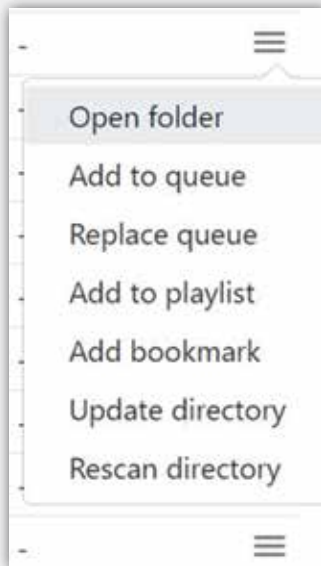 -
Open folder
Add to queue
Replace queue
Add to playlist
Add bookmark
Update directory
Rescan directory
-